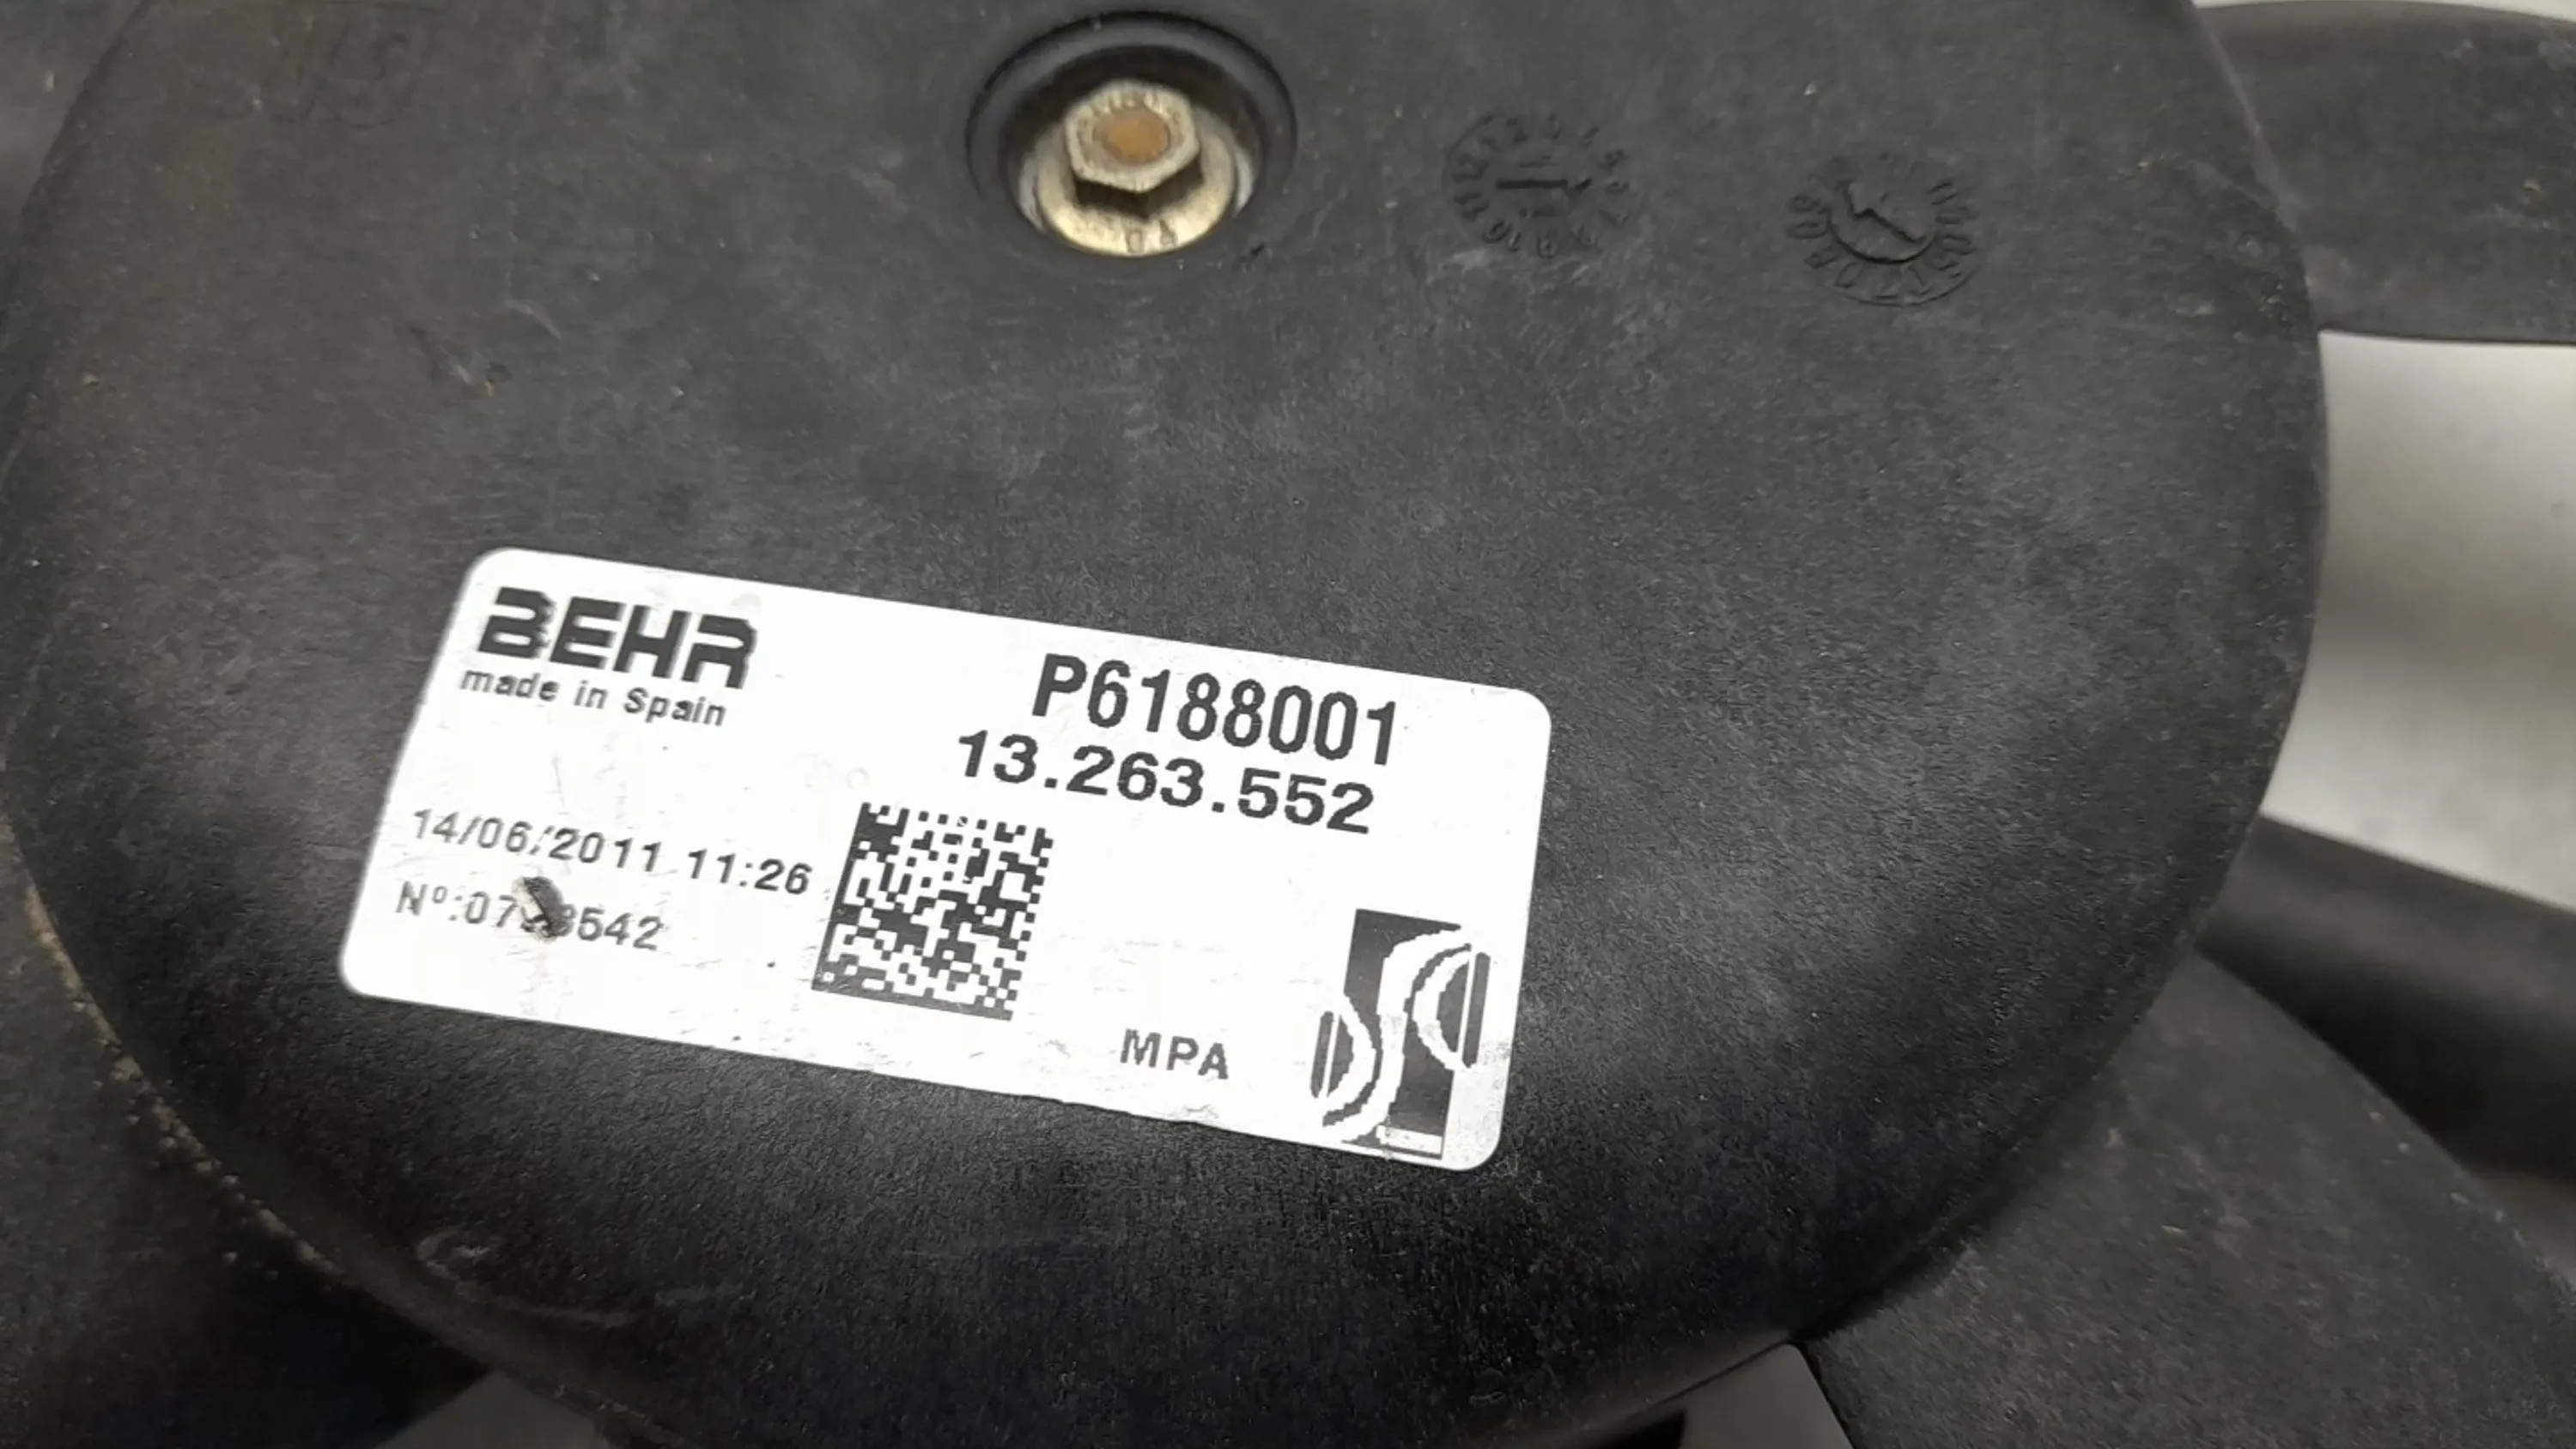 BEHR
made in Spain
P6188001
13.263.552
14/06/2011 11:26
MPA